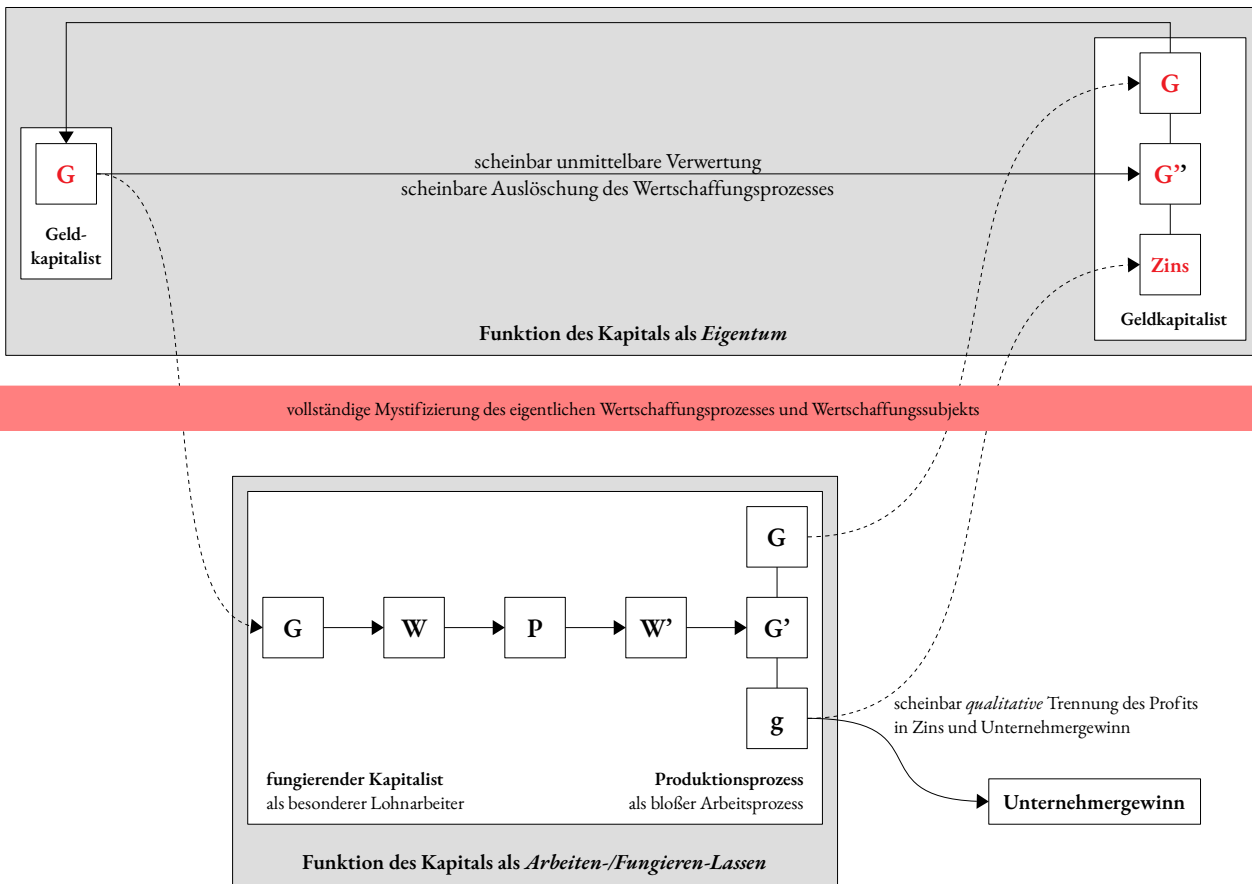 G
scheinbar unmittelbare Verwertung
G
G’’
scheinbare Auslöschung des Wertschaffungsprozesses
Geld-
kapitalist
Zins
Geldkapitalist
Funktion des Kapitals als Eigentum
vollständige Mystifizierung des eigentlichen Wertschaffungsprozesses und Wertschaffungssubjekts
G
G
W
P
W’
G’
g
scheinbar qualitative Trennung des Profits
in Zins und Unternehmergewinn
fungierender Kapitalist
als besonderer Lohnarbeiter
Produktionsprozess
als bloßer Arbeitsprozess
Unternehmergewinn
Funktion des Kapitals als Arbeiten-/Fungieren-Lassen